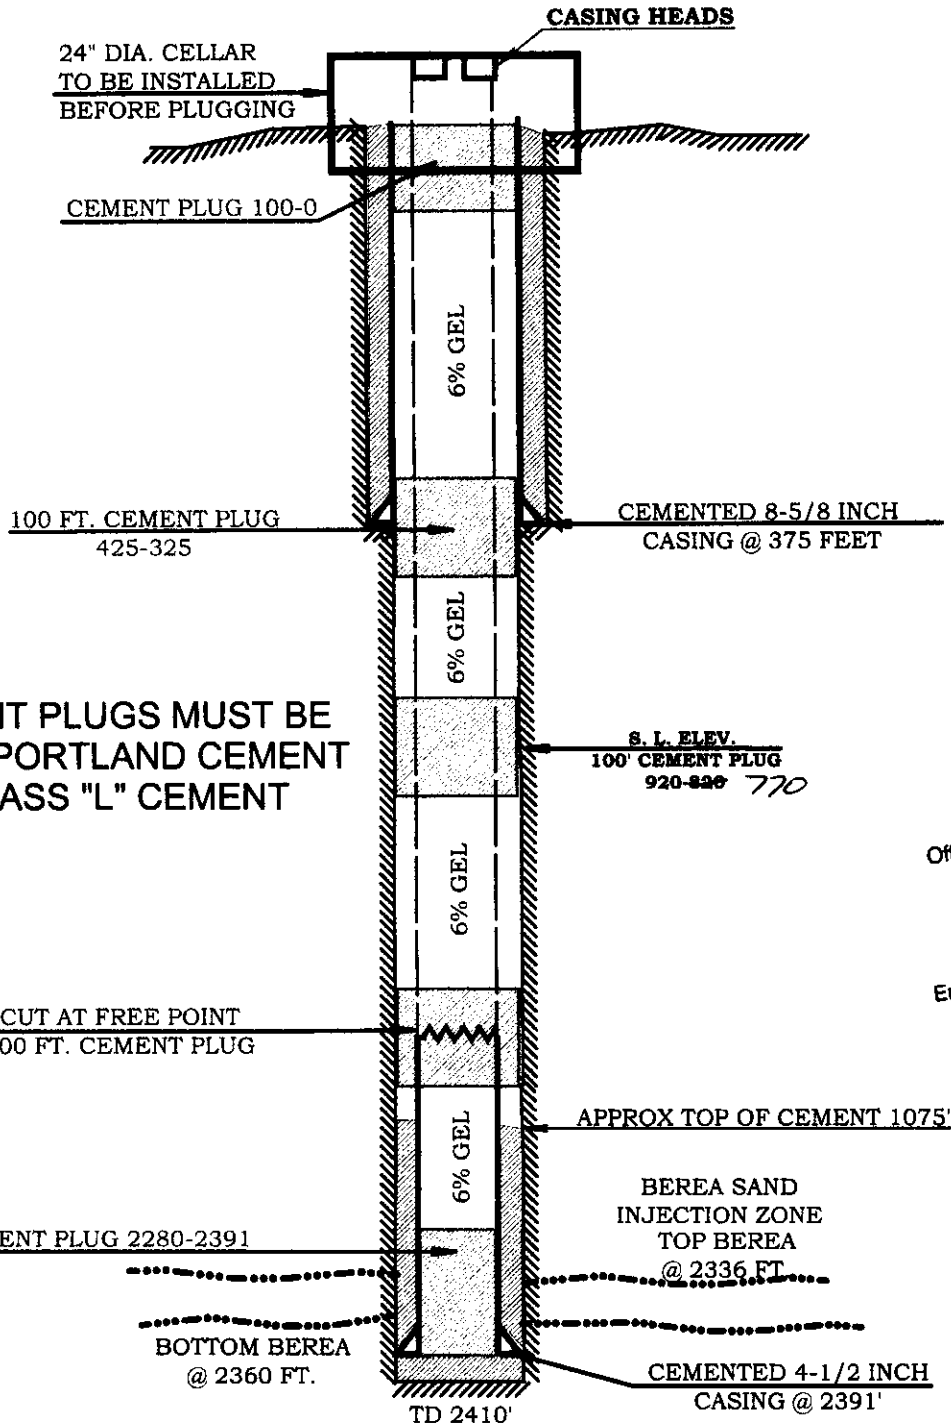 CASING HEADS
24" DIA. CELLAR
TO BE INSTALLED
BEFORE PLUGGING
CEMENT PLUG 100-0
6% GEL
100 FT. CEMENT PLUG
425-325
CEMENTED 8-5/8 INCH
CASING @ 375 FEET
6% GEL
PLUGS MUST BE
PORTLAND CEMENT
"L" CEMENT
S. L. ELEV.
100' CEMENT PLUG
920-820 770
6% GEL
CUT AT FREE POINT
FT. CEMENT PLUG
APPROX TOP OF CEMENT 1075'
6% GEL
BEREA SAND
INJECTION ZONE
TOP BEREA
@ 2336 FT
PLUG 2280-2391
BOTTOM BEREA
@ 2360 FT.
CEMENTED 4-1/2 INCH
CASING @ 2391'
TD 2410'